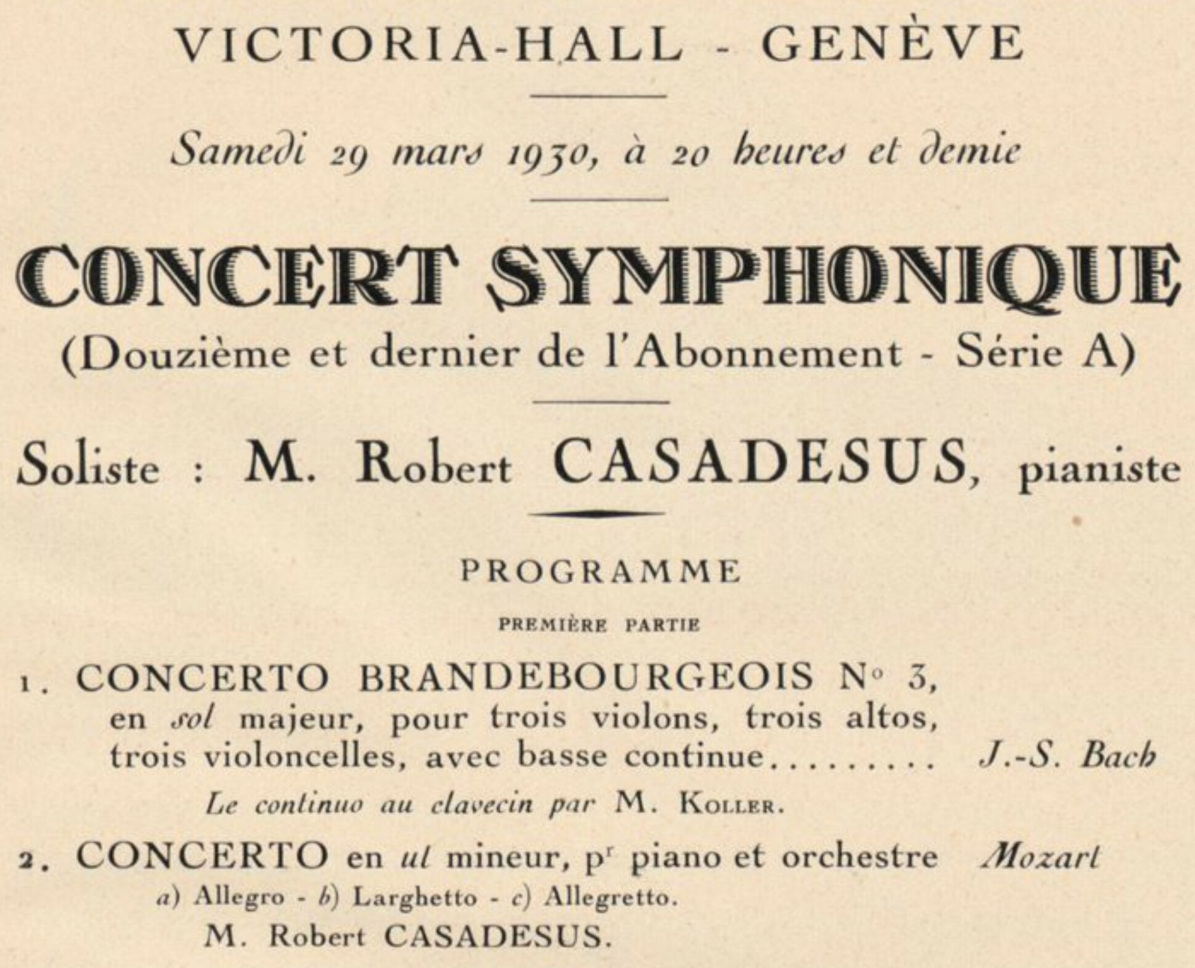 VICTORIA-HALL - GENÈVE
Samedi 29 mars 1930, à 20 heures et demie
CONCERT SYMPHONIQUE
(Douzième et dernier de l'Abonnement - Série A)
Soliste : M. Robert CASADESUS, pianiste
PROGRAMME
PREMIÈRE PARTIE
1. CONCERTO BRANDEBOURGEOIS Nº 3,
en sol majeur, pour trois violons, trois altos,
trois violoncelles, avec basse continue......... J.-S. Bach
Le continuo au clavecin par M. KOLLER.
2. CONCERTO en ut mineur, pʳ piano et orchestre Mozart
a) Allegro - b) Larghetto - c) Allegretto.
M. Robert CASADESUS.